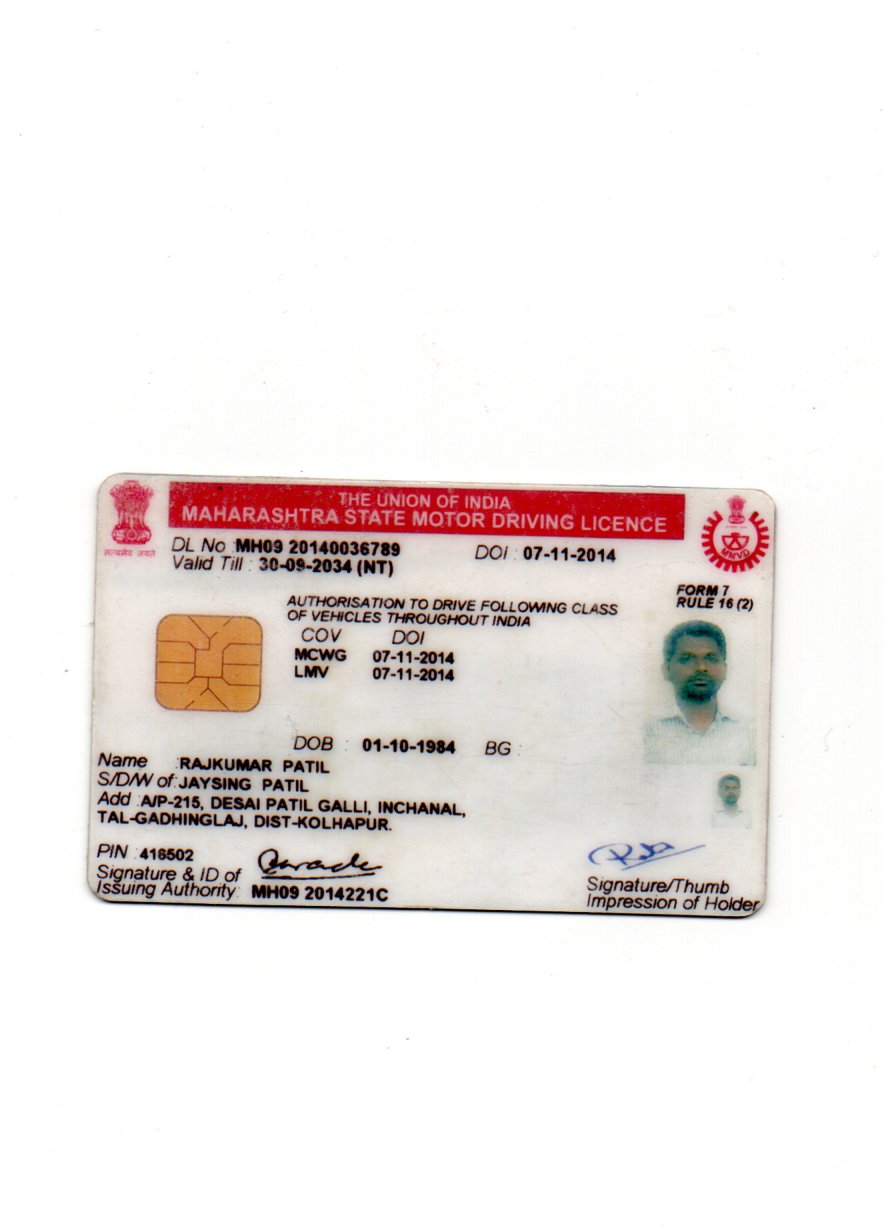 THE UNION OF INDIA
MAHARASHTRA STATE MOTOR DRIVING LICENCE
सत्यमेव जयते
MMVD
DL No : MH09 20140036789 DOI : 07-11-2014
Valid Till : 30-09-2034 (NT)
FORM 7
RULE 16 (2)
AUTHORISATION TO DRIVE FOLLOWING CLASS
OF VEHICLES THROUGHOUT INDIA
COV DOI
MCWG 07-11-2014
LMV 07-11-2014
DOB : 01-10-1984 BG :
Name : RAJKUMAR PATIL
S/D/W of : JAYSING PATIL
Add : A/P-215, DESAI PATIL GALLI, INCHANAL,
TAL-GADHINGLAJ, DIST-KOLHAPUR.
PIN : 416502
Signature & ID of
Issuing Authority: MH09 2014221C
Signature/Thumb
Impression of Holder